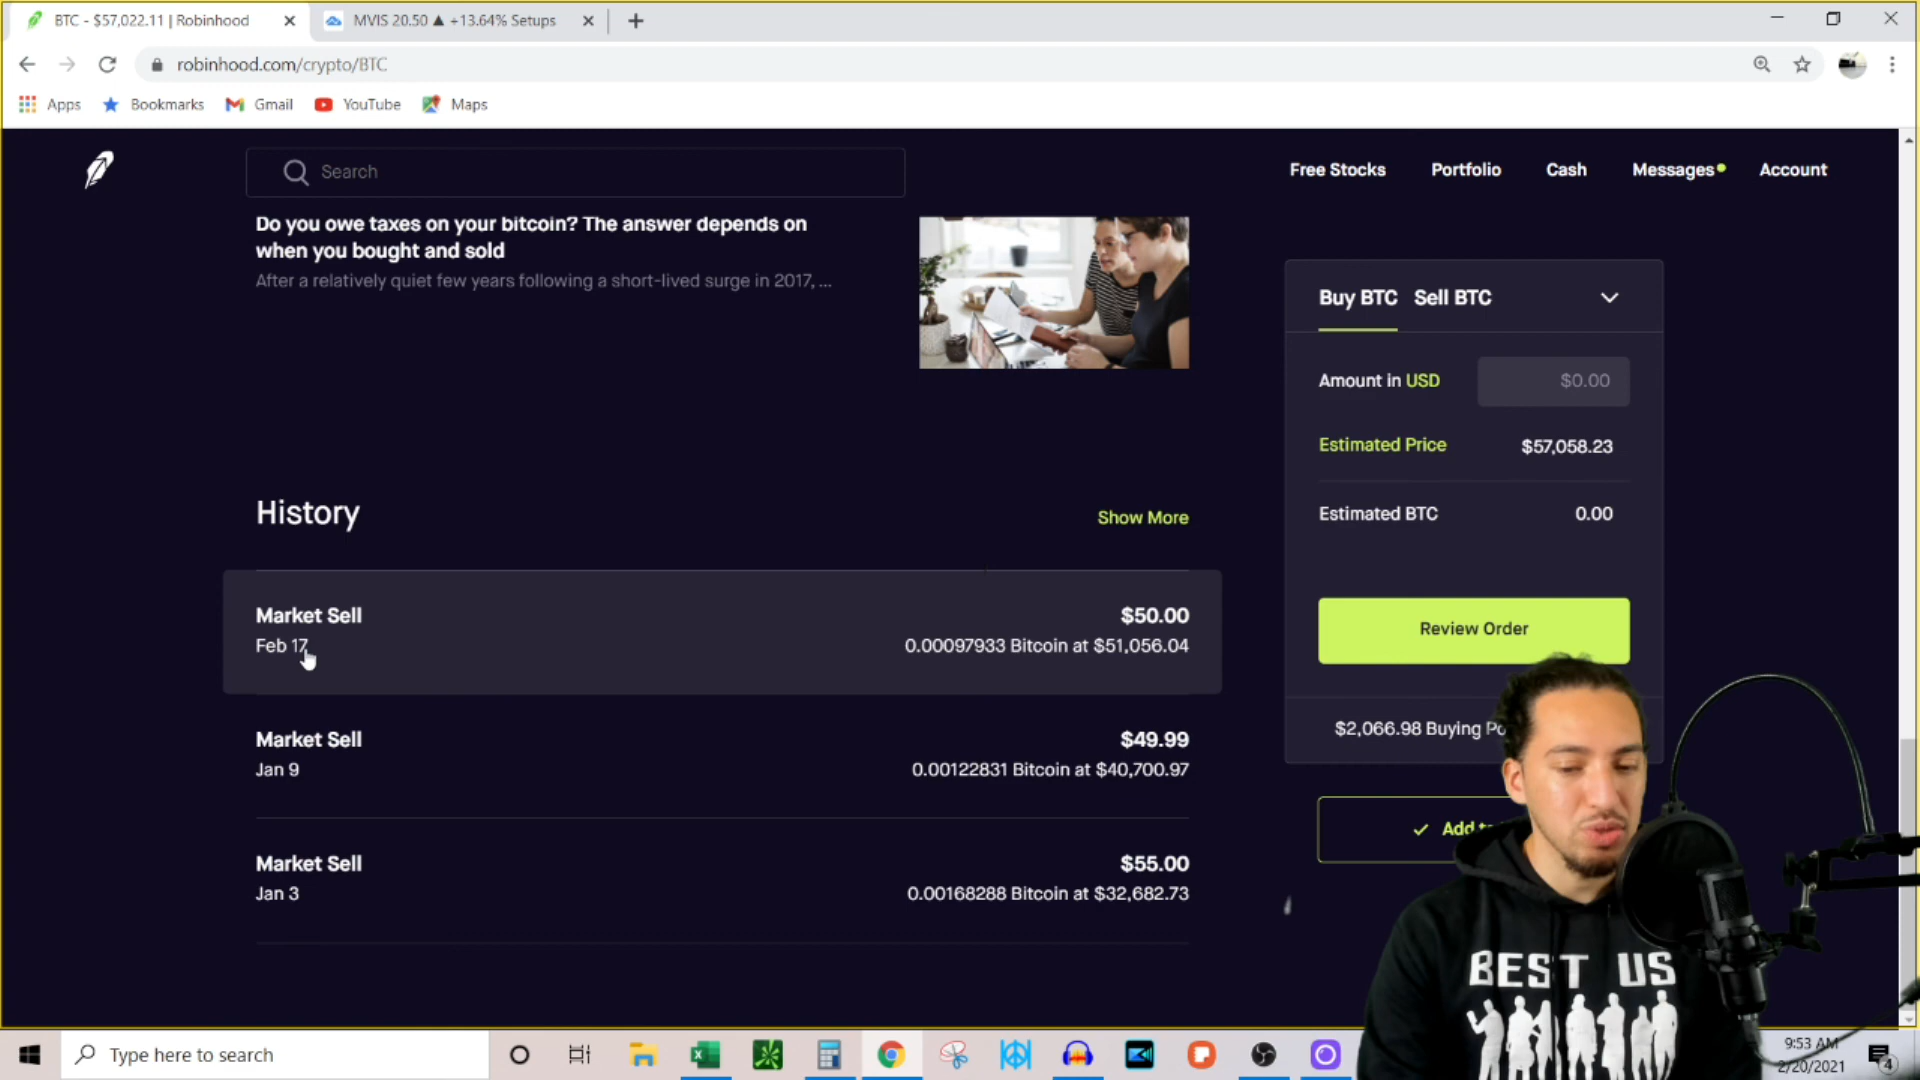 BTC - $57,022.11 | Robinhood
MVIS 20.50 ▲ +13.64% Setups
robinhood.com/crypto/BTC
Apps
Bookmarks
Gmail
YouTube
Maps
Search
Free Stocks
Portfolio
Cash
Messages
Account
Do you owe taxes on your bitcoin? The answer depends on
when you bought and sold
After a relatively quiet few years following a short-lived surge in 2017, ...
Buy BTC
Sell BTC
Amount in USD
$0.00
Estimated Price
$57,058.23
Estimated BTC
0.00
Review Order
$2,066.98 Buying
Add
History
Show More
Market Sell
$50.00
Feb 17
0.00097933 Bitcoin at $51,056.04
Market Sell
$49.99
Jan 9
0.00122831 Bitcoin at $40,700.97
Market Sell
$55.00
Jan 3
0.00168288 Bitcoin at $32,682.73
BEST US
Type here to search
9:53 AM
2/20/2021
4